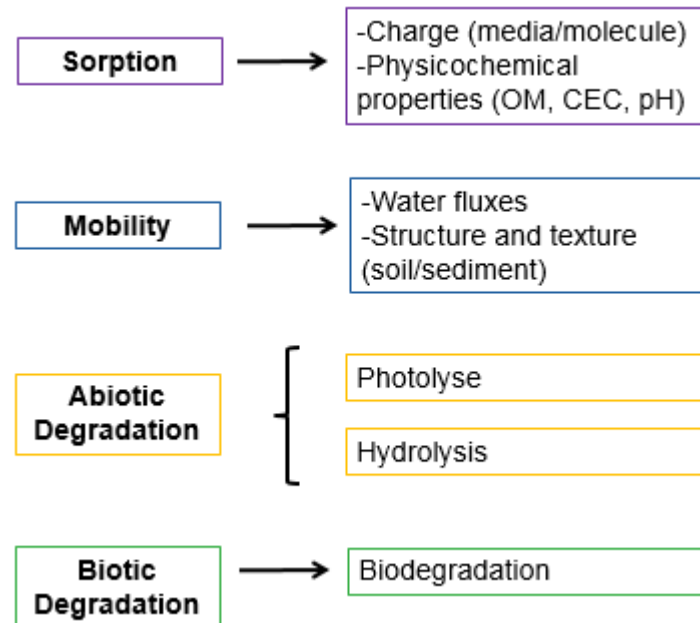 Sorption
-Charge (media/molecule)
-Physicochemical
properties (OM, CEC, pH)
Mobility
-Water fluxes
-Structure and texture
(soil/sediment)
Abiotic
Degradation
Photolyse
Hydrolysis
Biotic
Degradation
Biodegradation